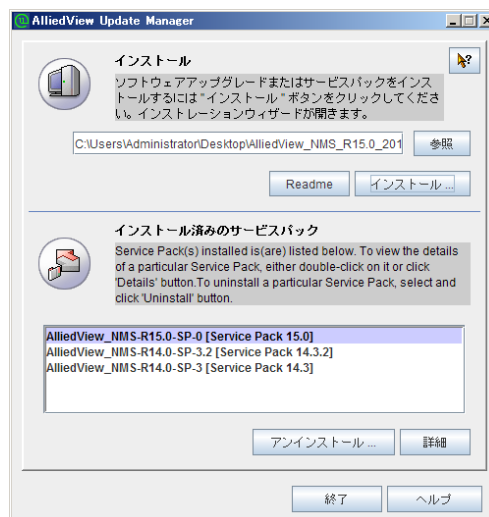 AlliedView Update Manager
インストール
ソフトウェアアップグレードまたはサービスパックをインス
トールするには"インストール"ボタンをクリックしてくださ
い。インストレーションウィザードが開きます。
C:\Users\Administrator\Desktop\AlliedView_NMS_R15.0_201
参照
Readme
インストール ...
インストール済みのサービスパック
Service Pack(s) installed is(are) listed below. To view the details
of a particular Service Pack, either double-click on it or click
'Details' button.To uninstall a particular Service Pack, select and
click 'Uninstall' button.
AlliedView_NMS-R15.0-SP-0 [Service Pack 15.0]
AlliedView_NMS-R14.0-SP-3.2 [Service Pack 14.3.2]
AlliedView_NMS-R14.0-SP-3 [Service Pack 14.3]
アンインストール ...
詳細
終了
ヘルプ